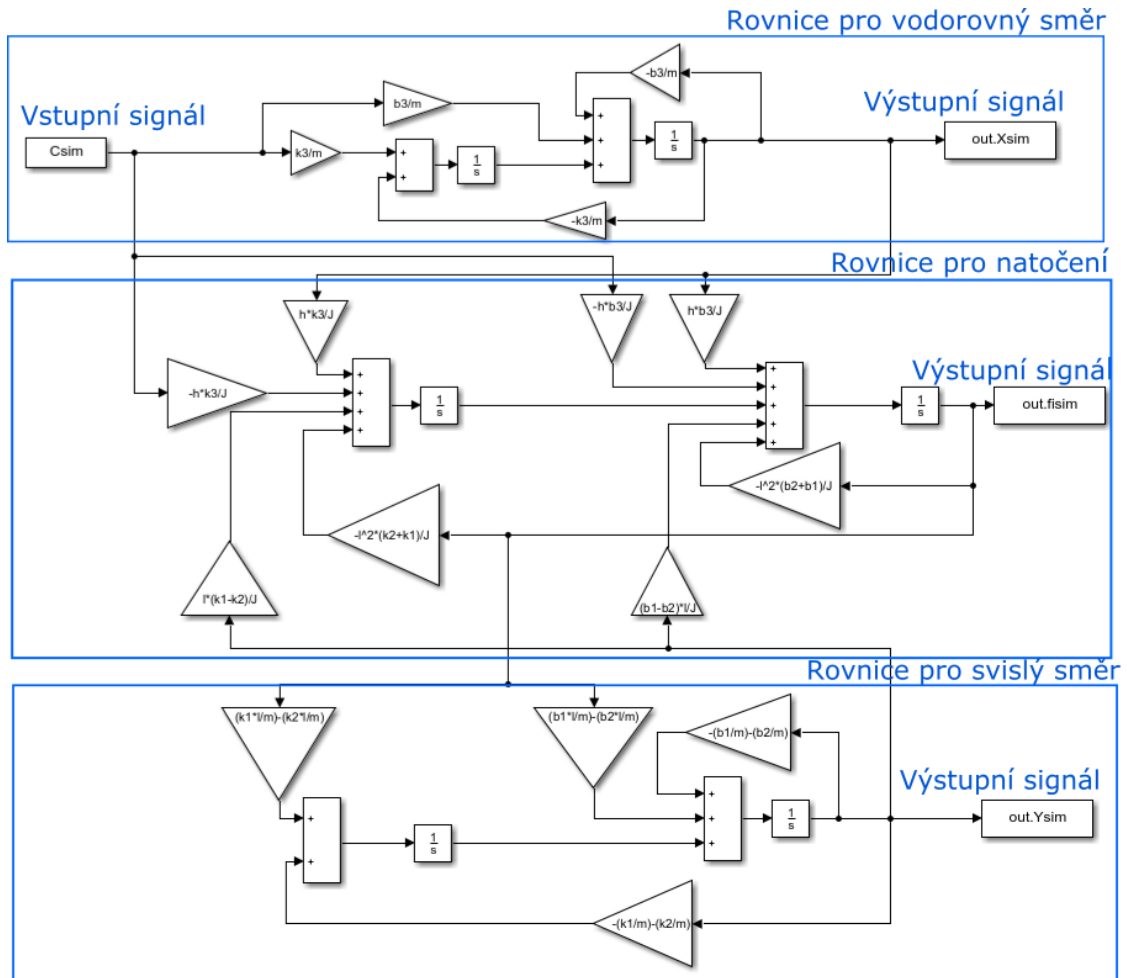 Rovnice pro vodorovný směr
-b3/m
Vstupní signál
b3/m
Výstupní signál
Csim
k3/m
+
+
1
s
+
+
+
1
s
out.Xsim
-k3/m
Rovnice pro natočení
h*k3/J
-h*b3/J
h*b3/J
-h*k3/J
+
+
+
+
1
s
+
+
+
+
+
1
s
Výstupní signál
out.fisim
-l^2*(b2+b1)/J
-l^2*(k2+k1)/J
l*(k1-k2)/J
(b1-b2)*l/J
Rovnice pro svislý směr
(k1*l/m)-(k2*l/m)
(b1*l/m)-(b2*l/m)
-(b1/m)-(b2/m)
Výstupní signál
+
+
1
s
+
+
+
1
s
out.Ysim
-(k1/m)-(k2/m)